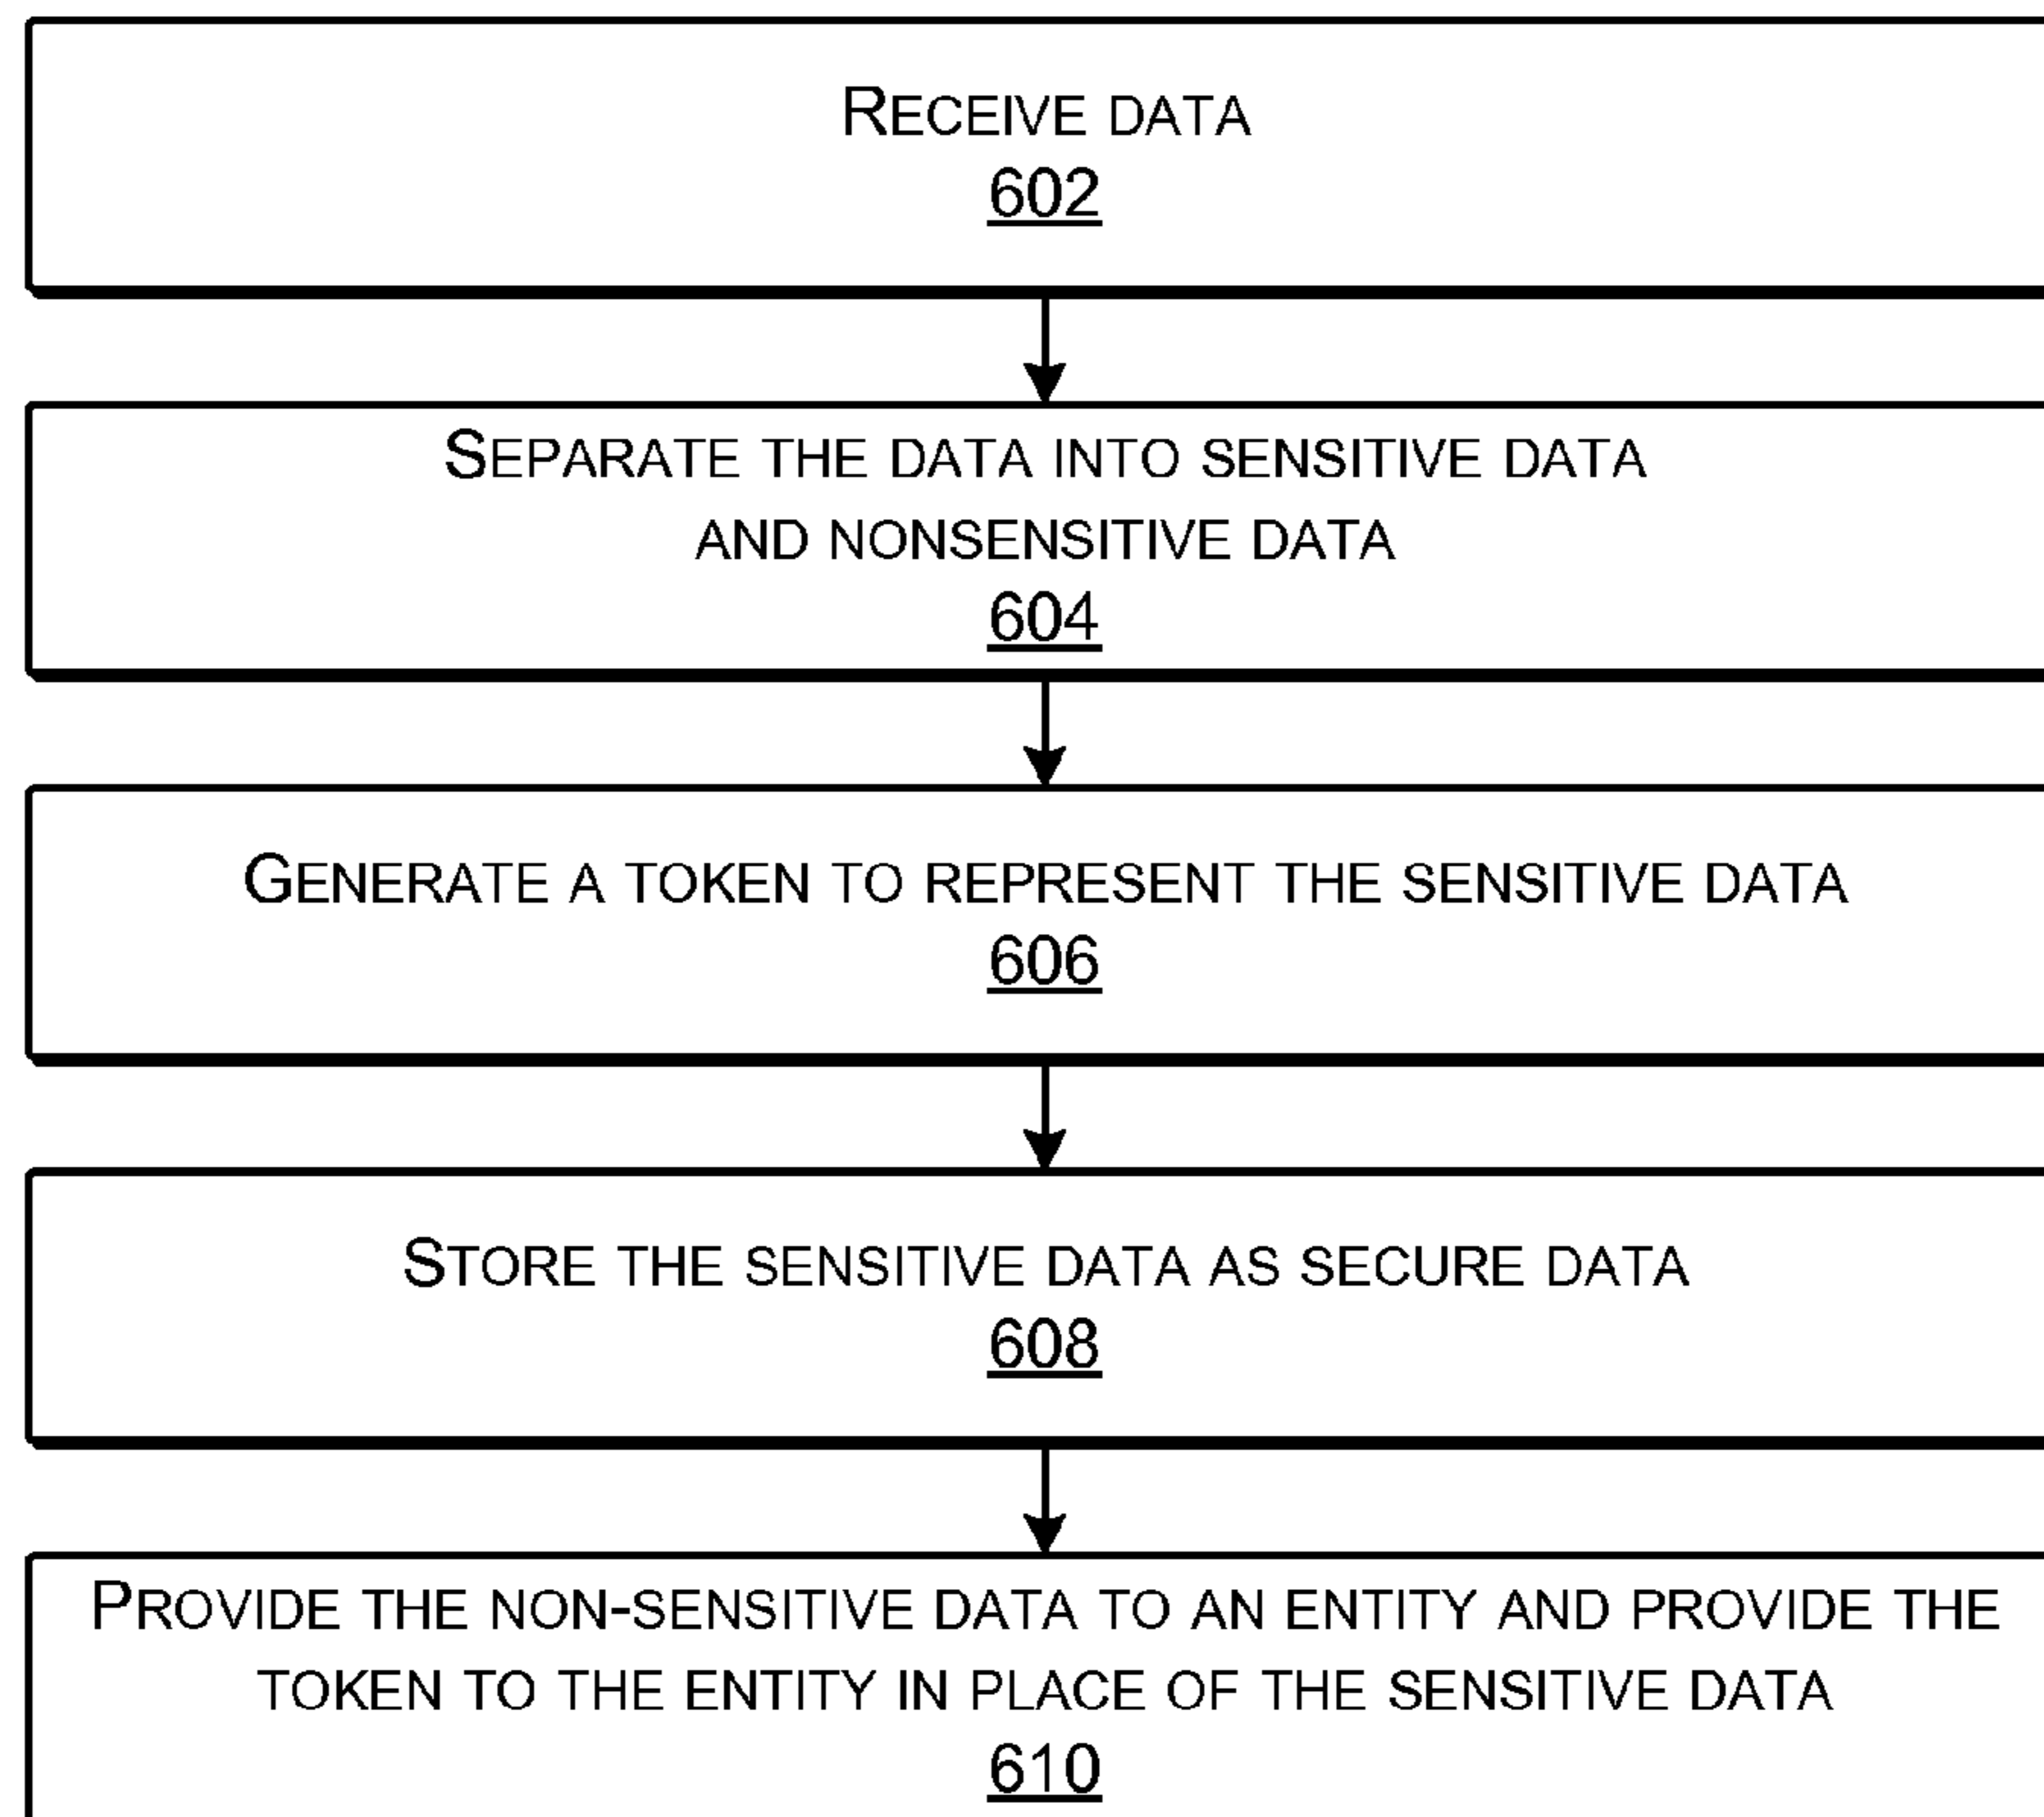 RECEIVE DATA
602
SEPARATE THE DATA INTO SENSITIVE DATA
AND NONSENSITIVE DATA
604
GENERATE A TOKEN TO REPRESENT THE SENSITIVE DATA
606
STORE THE SENSITIVE DATA AS SECURE DATA
608
PROVIDE THE NON-SENSITIVE DATA TO AN ENTITY AND PROVIDE THE
TOKEN TO THE ENTITY IN PLACE OF THE SENSITIVE DATA
610